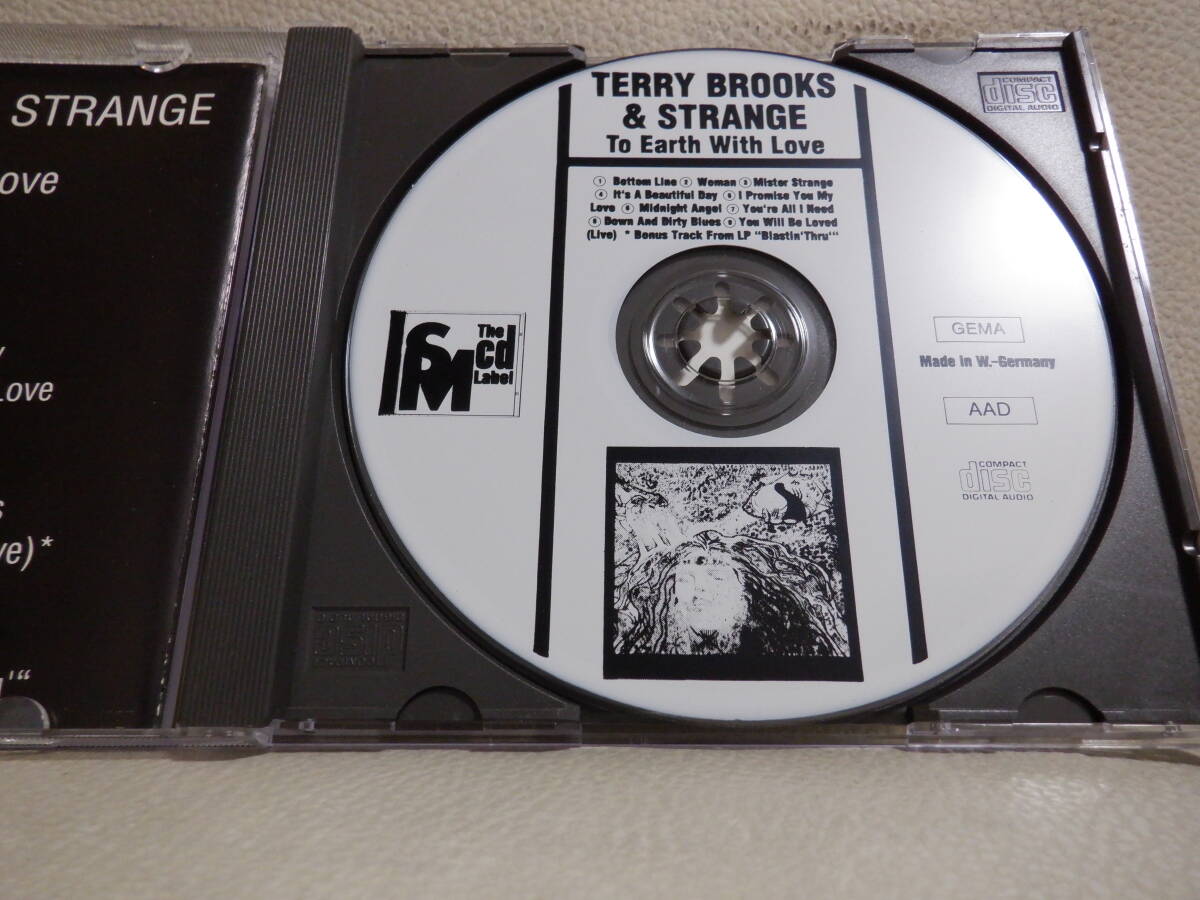 STRANGE
ove
Love
s
ve)*
TERRY BROOKS
& STRANGE
To Earth With Love
① Bottom Line ② Woman ③ Mister Strange
④ It's A Beautiful Day ⑤ I Promise You My
Love ⑥ Midnight Angel ⑦ You're All I Need
⑧ Down And Dirty Blues ⑨ You Will Be Loved
(Live) * Bonus Track From LP "Blastin'Thru'"
SM
The
cd
Label
GEMA
Made in W.-Germany
AAD
COMPACT
disc
DIGITAL AUDIO
COMPACT
disc
DIGITAL AUDIO